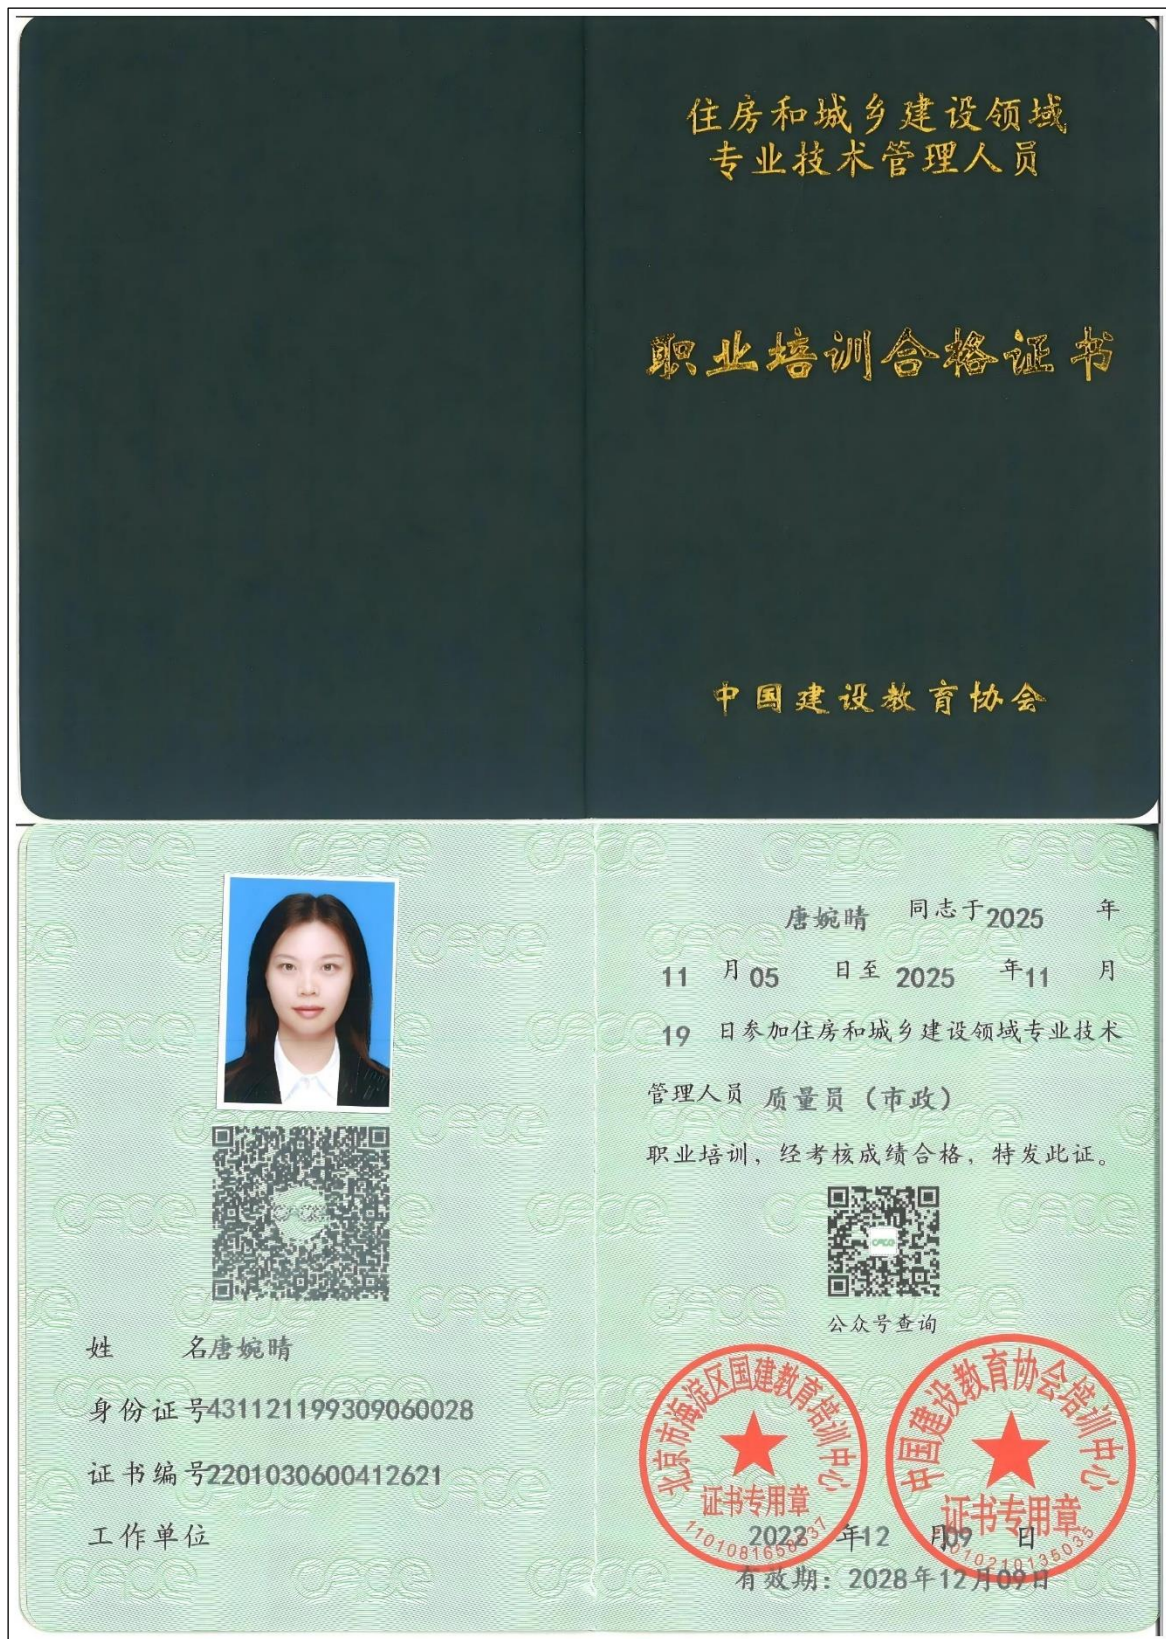 住房和城乡建设领域
专业技术管理人员
职业培训合格证书
中国建设教育协会
姓 名唐婉晴
身份证号431121199309060028
证书编号2201030600412621
工作单位
唐婉晴 同志于2025 年
11 月05 日至 2025 年11 月
19 日参加住房和城乡建设领域专业技术
管理人员 质量员（市政）
职业培训，经考核成绩合格，特发此证。
cece
公众号查询
北京市海淀区国建教育培训中心
证书专用章
中国建设教育协会培训中心
证书专用章
2022 年12 月09 日
有效期：2028年12月09日